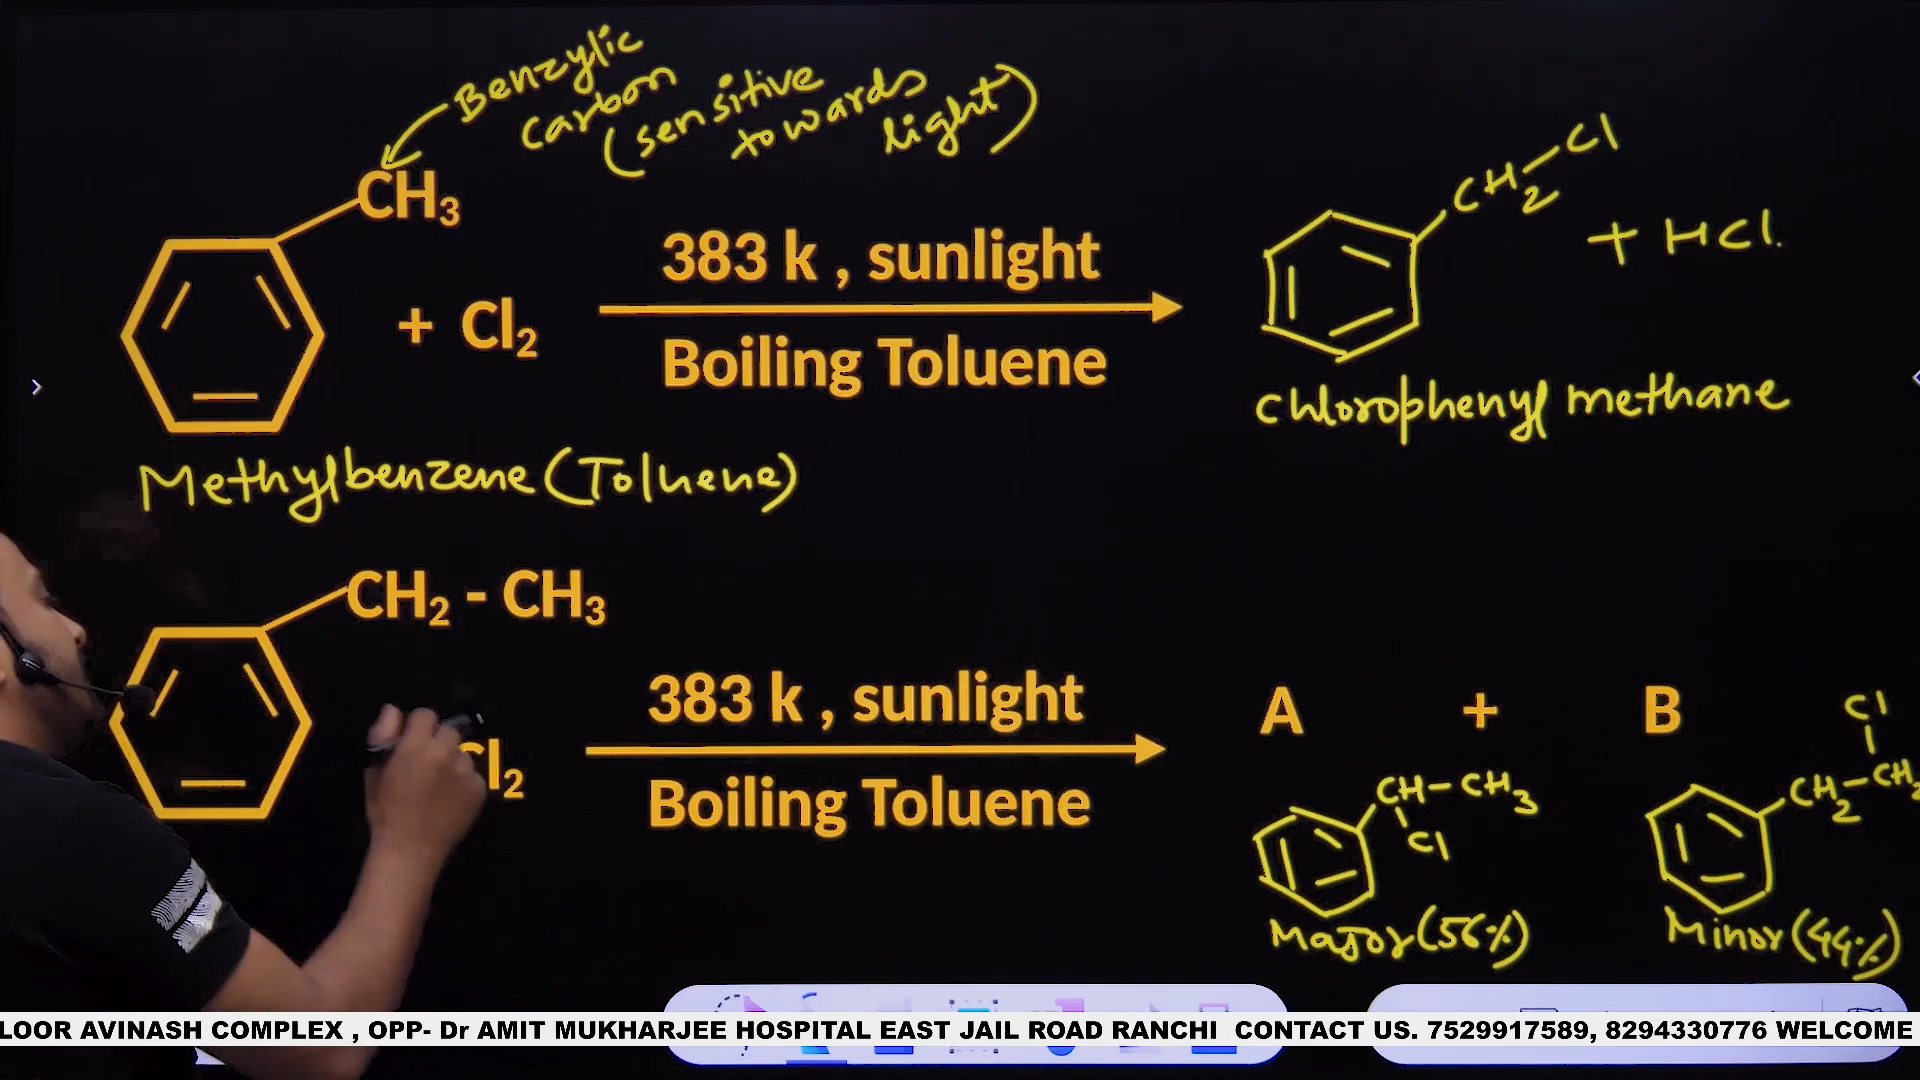 Benzylic
carbon
(sensitive
towards
light)
CH3
+ Cl2
383 k , sunlight
Boiling Toluene
CH2-Cl
+ HCl.
chlorophenyl methane
Methylbenzene (Toluene)
CH2 - CH3
Cl2
383 k , sunlight
Boiling Toluene
A + B
CH-CH3
Cl
Major (56%)
Cl
CH2-CH2
Minor (44%)
LOOR AVINASH COMPLEX , OPP- Dr AMIT MUKHARJEE HOSPITAL EAST JAIL ROAD RANCHI CONTACT US. 7529917589, 8294330776 WELCOME